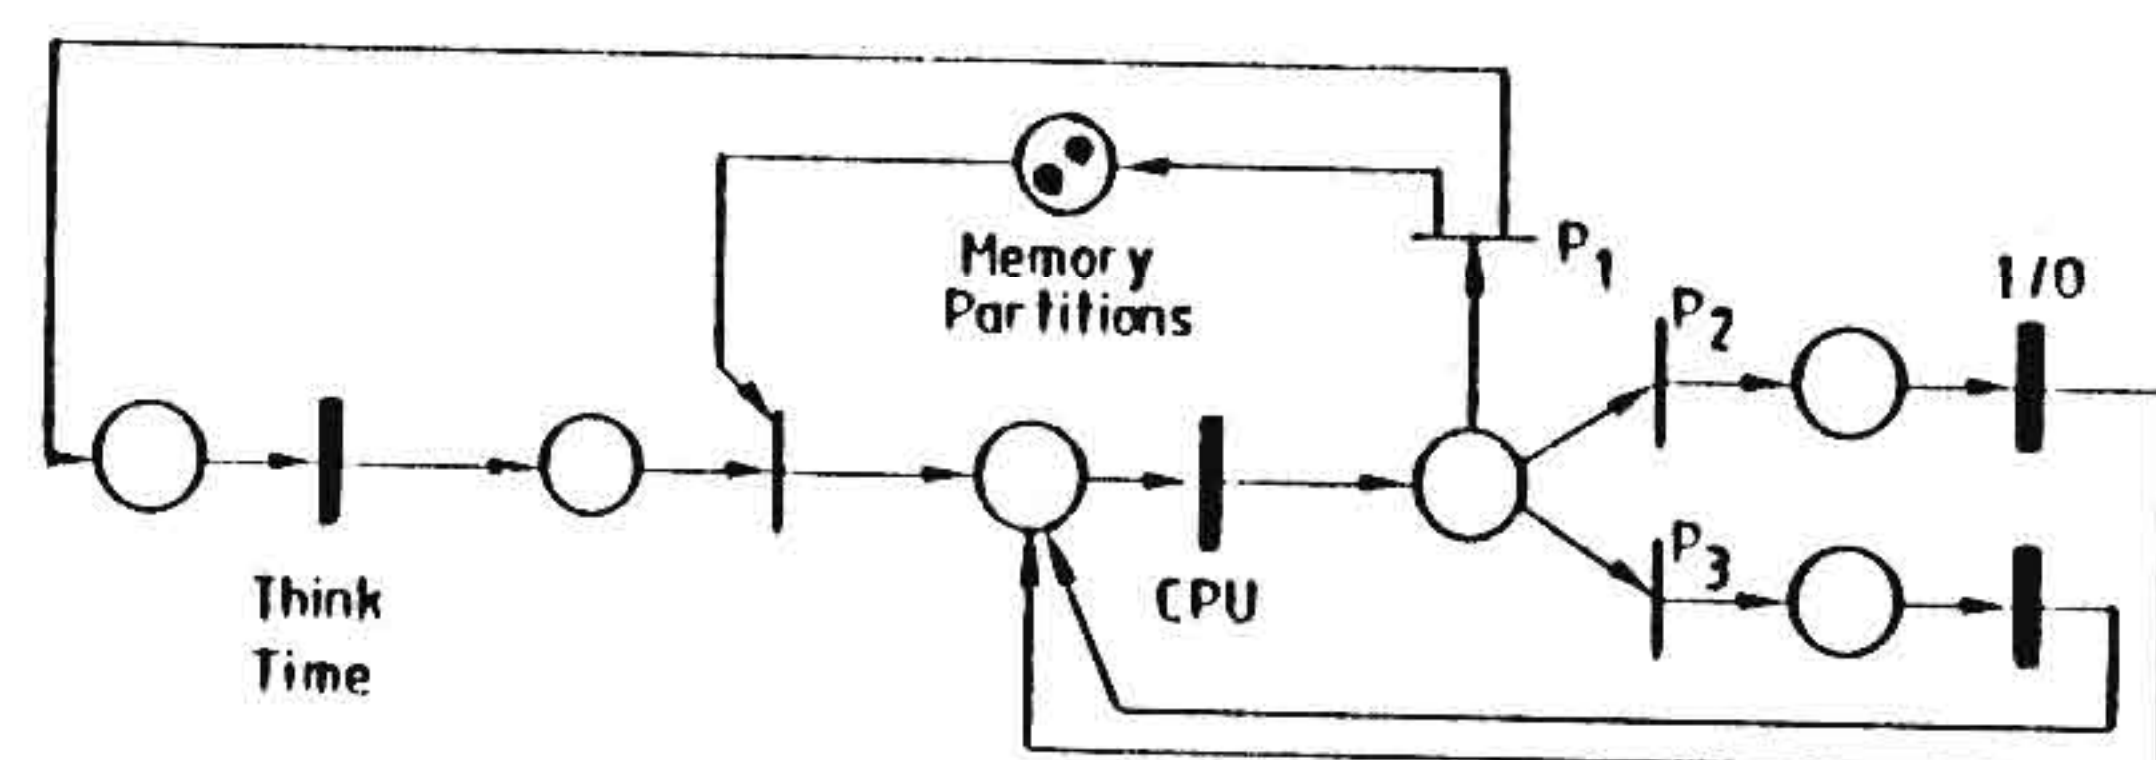 Memory
Partitions
P1
P2
I/O
Think
Time
CPU
P3